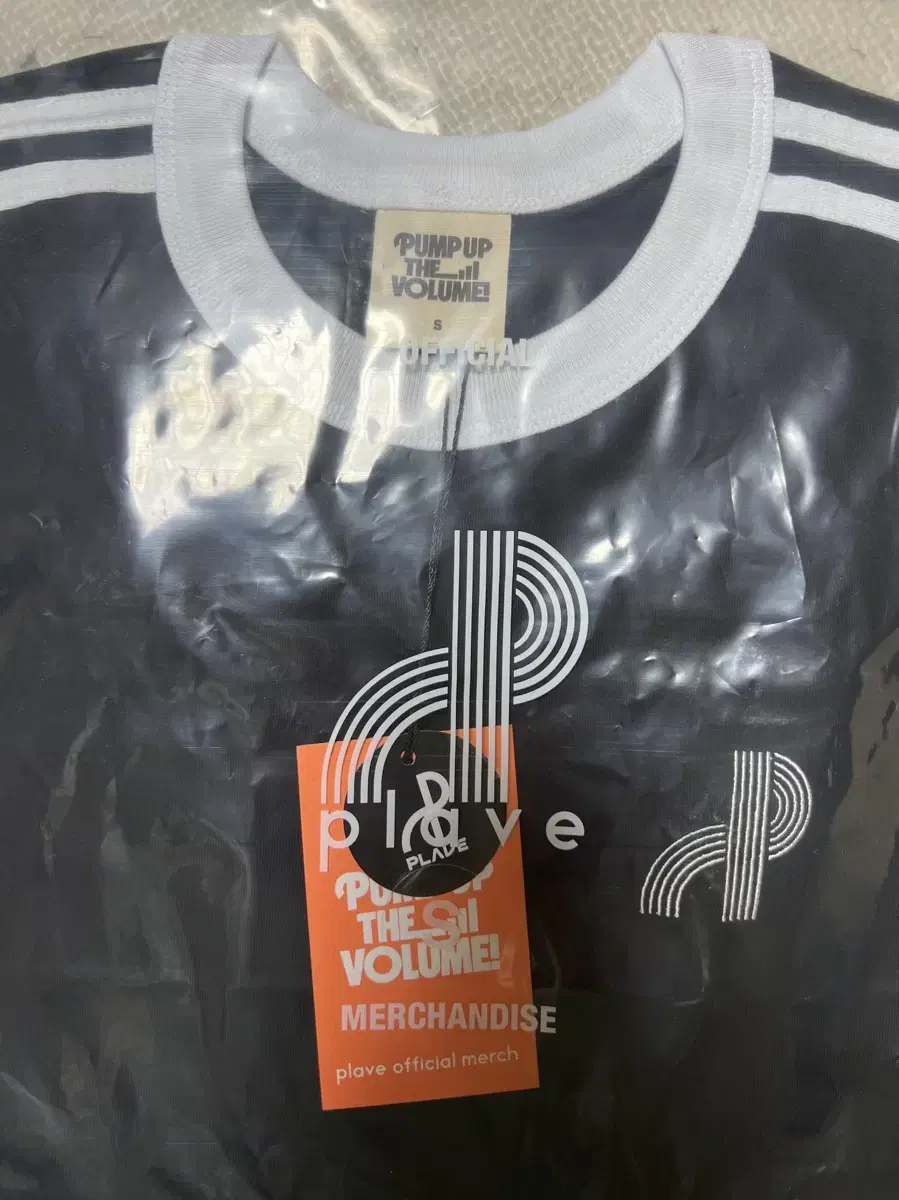 PUMP UP
THE
VOLUME!
S
OFFICIAL
plave
PLAVE
PUMP UP
THE
S
VOLUME!
MERCHANDISE
plave official merch